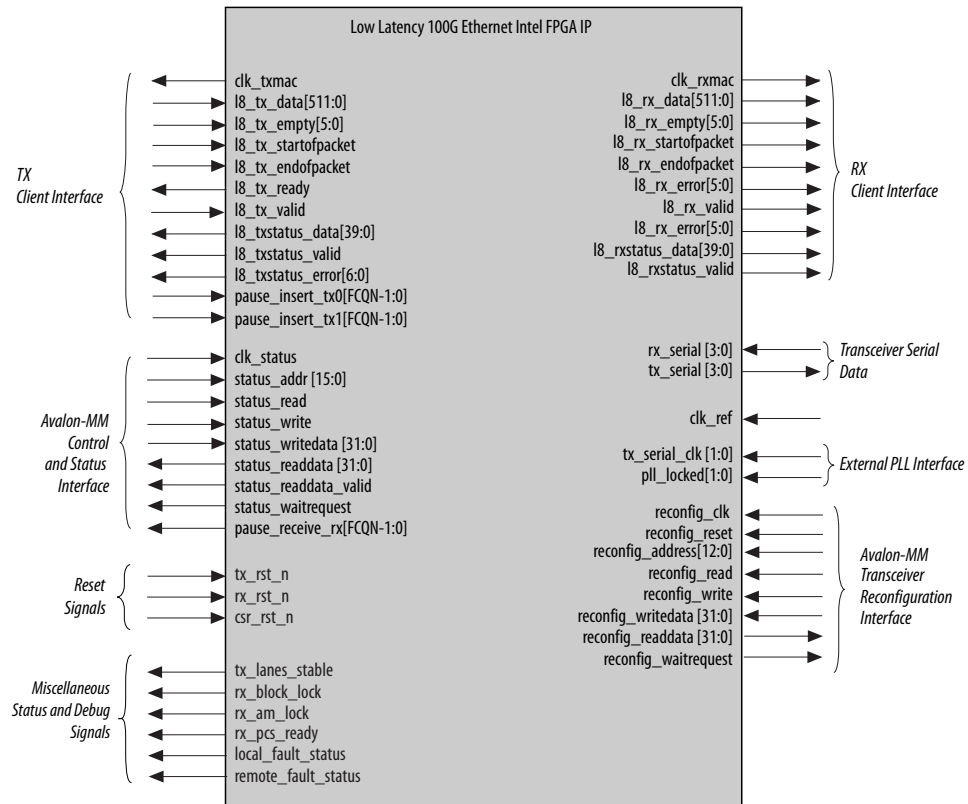 Low Latency 100G Ethernet Intel FPGA IP
TX
Client Interface
clk_txmac
l8_tx_data[511:0]
l8_tx_empty[5:0]
l8_tx_startofpacket
l8_tx_endofpacket
l8_tx_ready
l8_tx_valid
l8_txstatus_data[39:0]
l8_txstatus_valid
l8_txstatus_error[6:0]
pause_insert_tx0[FCQN-1:0]
pause_insert_tx1[FCQN-1:0]
Avalon-MM
Control
and Status
Interface
clk_status
status_addr [15:0]
status_read
status_write
status_writedata [31:0]
status_readdata [31:0]
status_readdata_valid
status_waitrequest
pause_receive_rx[FCQN-1:0]
Reset
Signals
tx_rst_n
rx_rst_n
csr_rst_n
Miscellaneous
Status and Debug
Signals
tx_lanes_stable
rx_block_lock
rx_am_lock
rx_pcs_ready
local_fault_status
remote_fault_status
clk_rxmac
l8_rx_data[511:0]
l8_rx_empty[5:0]
l8_rx_startofpacket
l8_rx_endofpacket
l8_rx_error[5:0]
l8_rx_valid
l8_rx_error[5:0]
l8_rxstatus_data[39:0]
l8_rxstatus_valid
RX
Client Interface
rx_serial [3:0]
tx_serial [3:0]
Transceiver Serial
Data
clk_ref
tx_serial_clk [1:0]
pll_locked[1:0]
External PLL Interface
reconfig_clk
reconfig_reset
reconfig_address[12:0]
reconfig_read
reconfig_write
reconfig_writedata [31:0]
reconfig_readdata [31:0]
reconfig_waitrequest
Avalon-MM
Transceiver
Reconfiguration
Interface